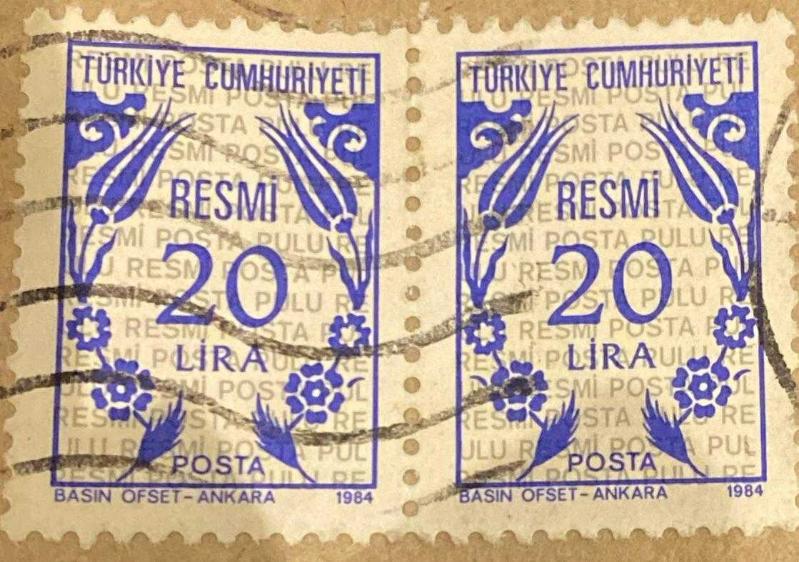 TÜRKİYE CUMHURİYETİ
RESMİ
20
LİRA
POSTA
BASIN OFSET-ANKARA 1984
TÜRKİYE CUMHURİYETİ
RESMİ
20
LİRA
POSTA
BASIN OFSET-ANKARA 1984